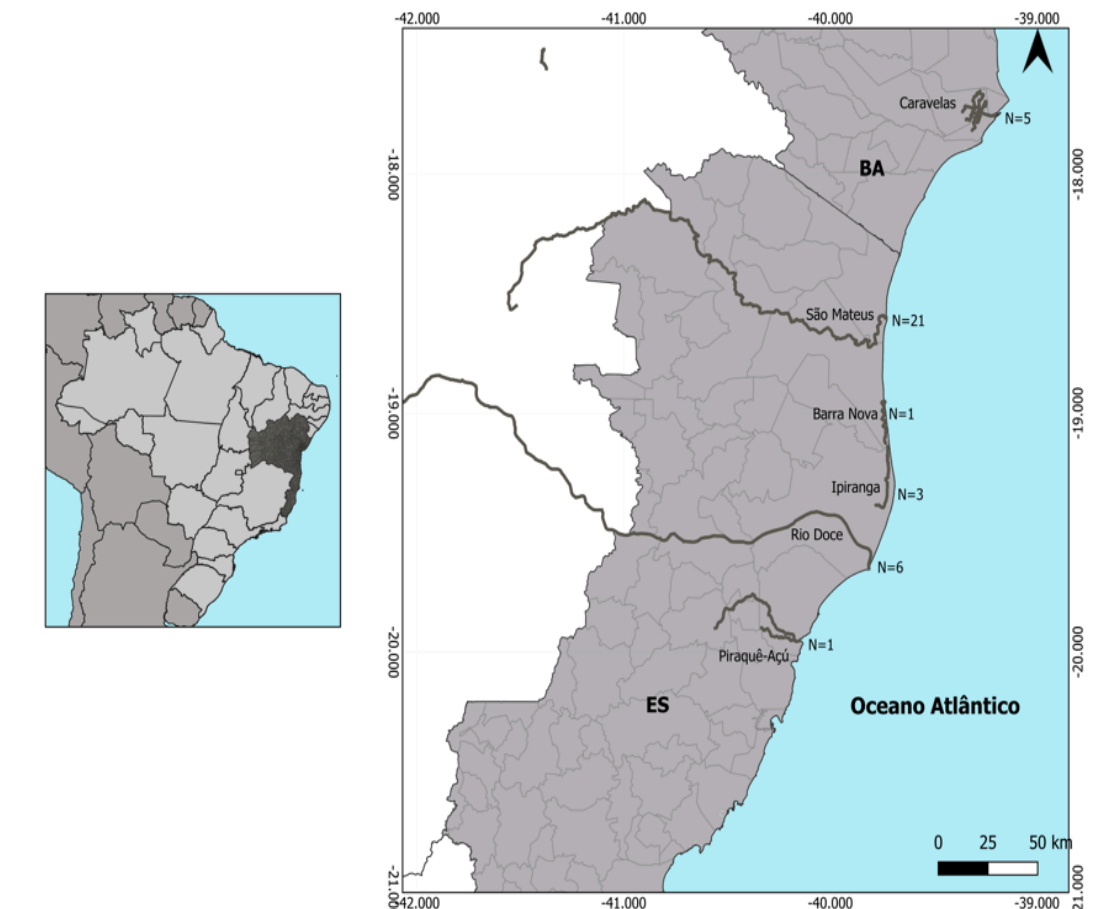 -42.000
-41.000
-40.000
-39.000
Caravelas
N=5
BA
-18.000
-18.000
São Mateus
N=21
-19.000
-19.000
Barra Nova
N=1
Ipiranga
N=3
Rio Doce
N=6
N=1
Piraquê-Açú
-20.000
-20.000
ES
Oceano Atlântico
0 25 50 km
-21.000
21.000
-42.000
-41.000
-40.000
-39.000